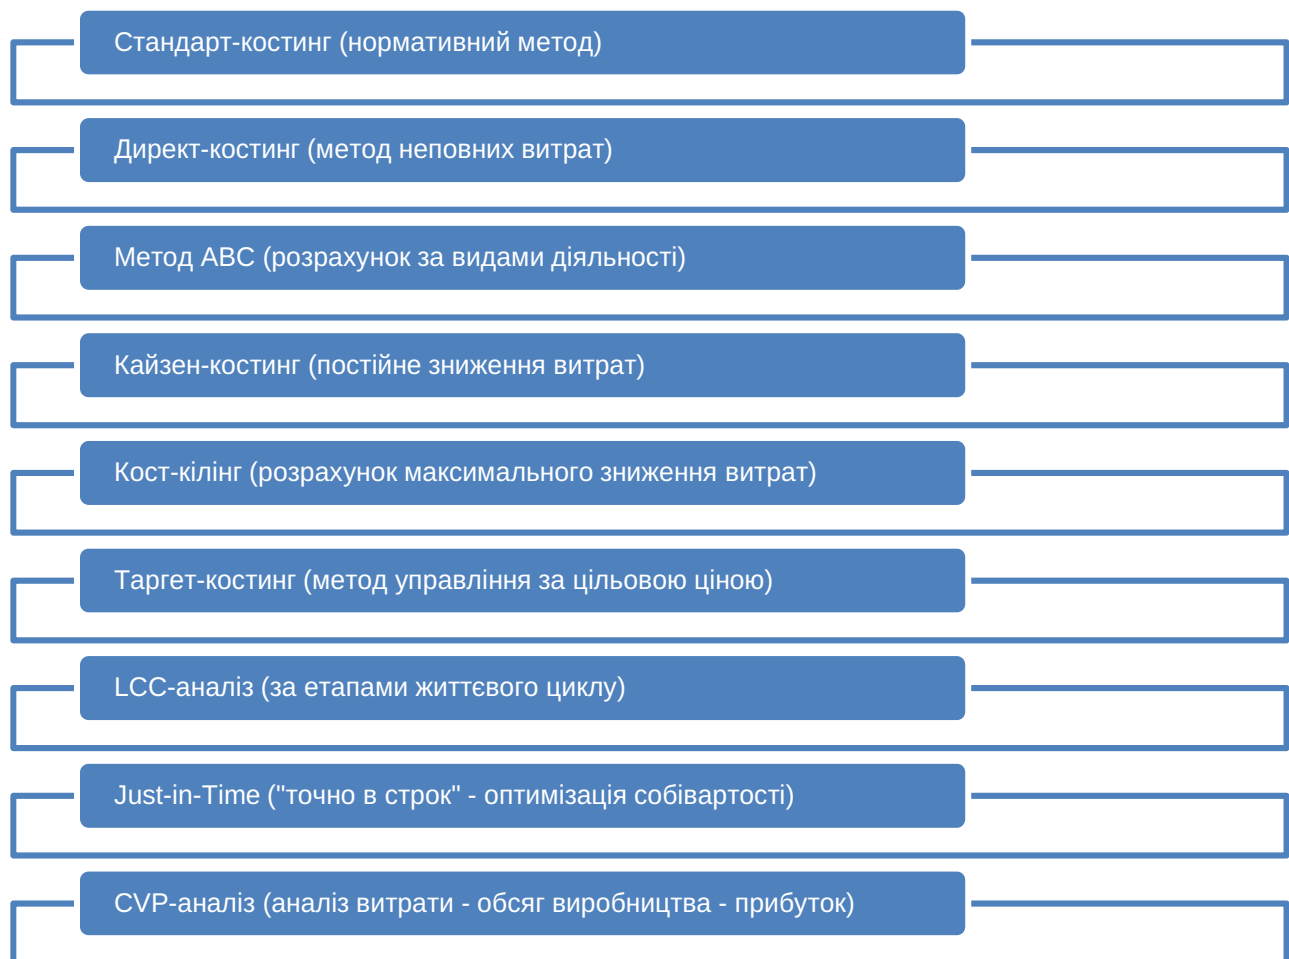 Стандарт-костинг (нормативний метод)
Директ-костинг (метод неповних витрат)
Метод АВС (розрахунок за видами діяльності)
Кайзен-костинг (постійне зниження витрат)
Кост-кілінг (розрахунок максимального зниження витрат)
Таргет-костинг (метод управління за цільовою ціною)
LCC-аналіз (за етапами життєвого циклу)
Just-in-Time ("точно в строк" - оптимізація собівартості)
CVP-аналіз (аналіз витрати - обсяг виробництва - прибуток)